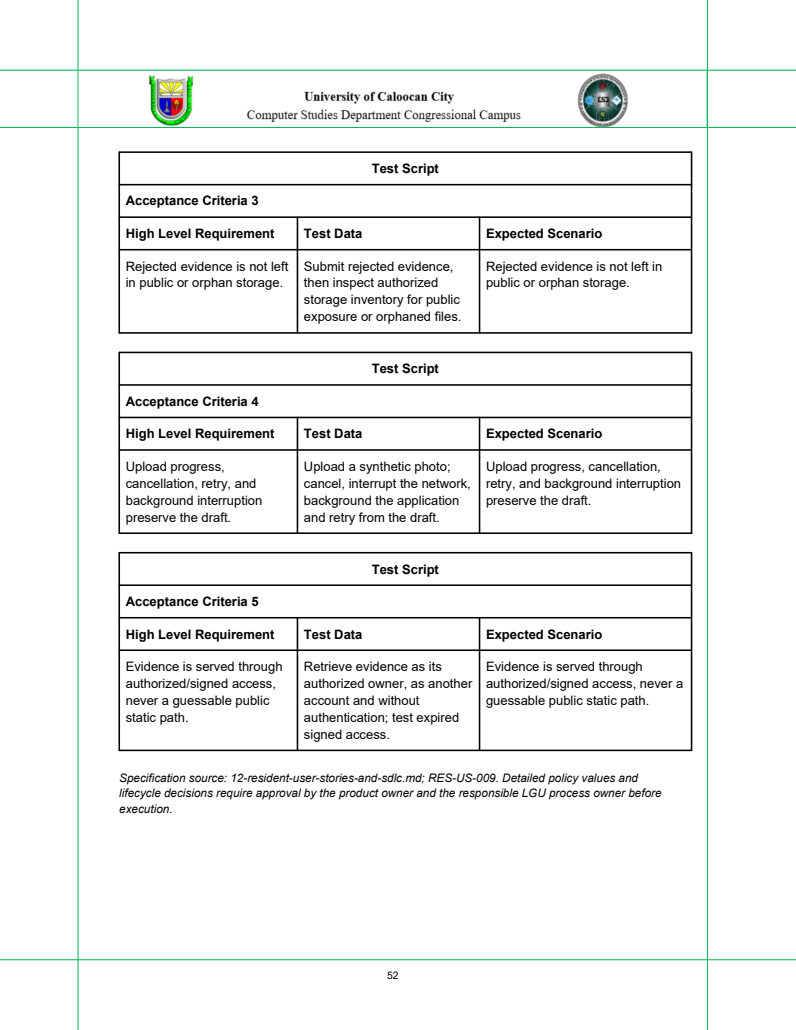 University of Caloocan City
Computer Studies Department Congressional Campus
Test Script
Acceptance Criteria 3
High Level Requirement Test Data Expected Scenario
Rejected evidence is not left
in public or orphan storage.
Submit rejected evidence,
then inspect authorized
storage inventory for public
exposure or orphaned files.
Rejected evidence is not left in
public or orphan storage.
Test Script
Acceptance Criteria 4
High Level Requirement Test Data Expected Scenario
Upload progress,
cancellation, retry, and
background interruption
preserve the draft.
Upload a synthetic photo;
cancel, interrupt the network,
background the application
and retry from the draft.
Upload progress, cancellation,
retry, and background interruption
preserve the draft.
Test Script
Acceptance Criteria 5
High Level Requirement Test Data Expected Scenario
Evidence is served through
authorized/signed access,
never a guessable public
static path.
Retrieve evidence as its
authorized owner, as another
account and without
authentication; test expired
signed access.
Evidence is served through
authorized/signed access, never a
guessable public static path.
Specification source: 12-resident-user-stories-and-sdlc.md; RES-US-009. Detailed policy values and
lifecycle decisions require approval by the product owner and the responsible LGU process owner before
execution.
52